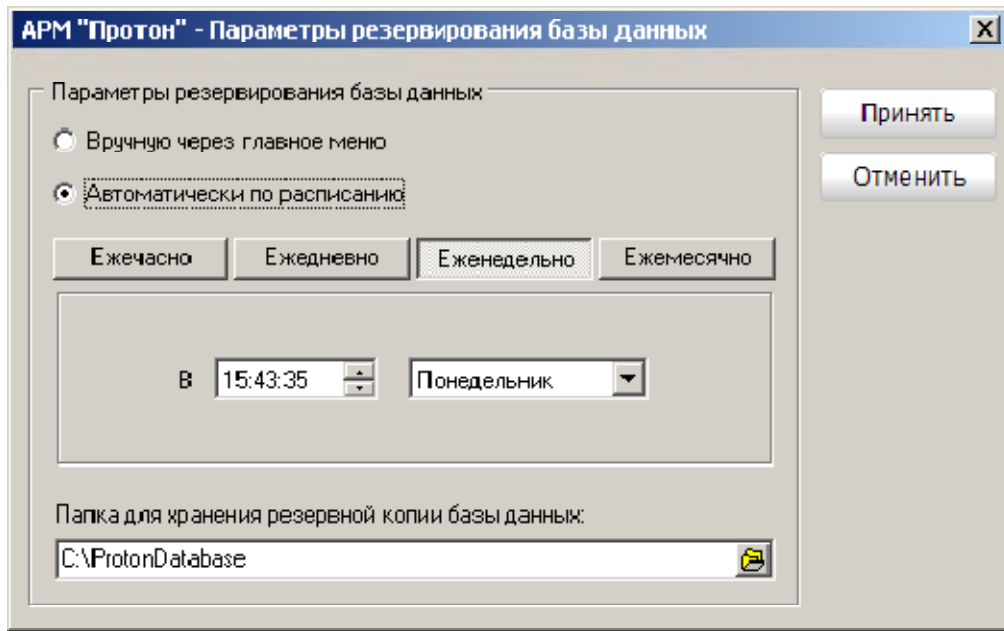 АРМ "Протон" - Параметры резервирования базы данных
Параметры резервирования базы данных
Принять
Вручную через главное меню
Отменить
Автоматически по расписанию
Ежечасно Ежедневно Еженедельно Ежемесячно
В 15:43:35 Понедельник
Папка для хранения резервной копии базы данных:
C:\ProtonDatabase